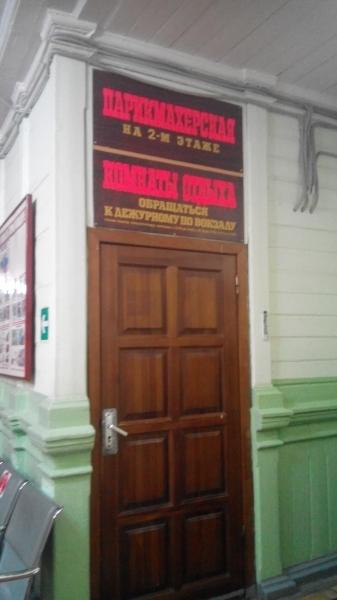 ПАРИКМАХЕРСКАЯ
НА 2-М ЭТАЖЕ
КОМНАТЫ ОТДЫХА
ОБРАЩАТЬСЯ
К ДЕЖУРНОМУ ПО ВОКЗАЛУ